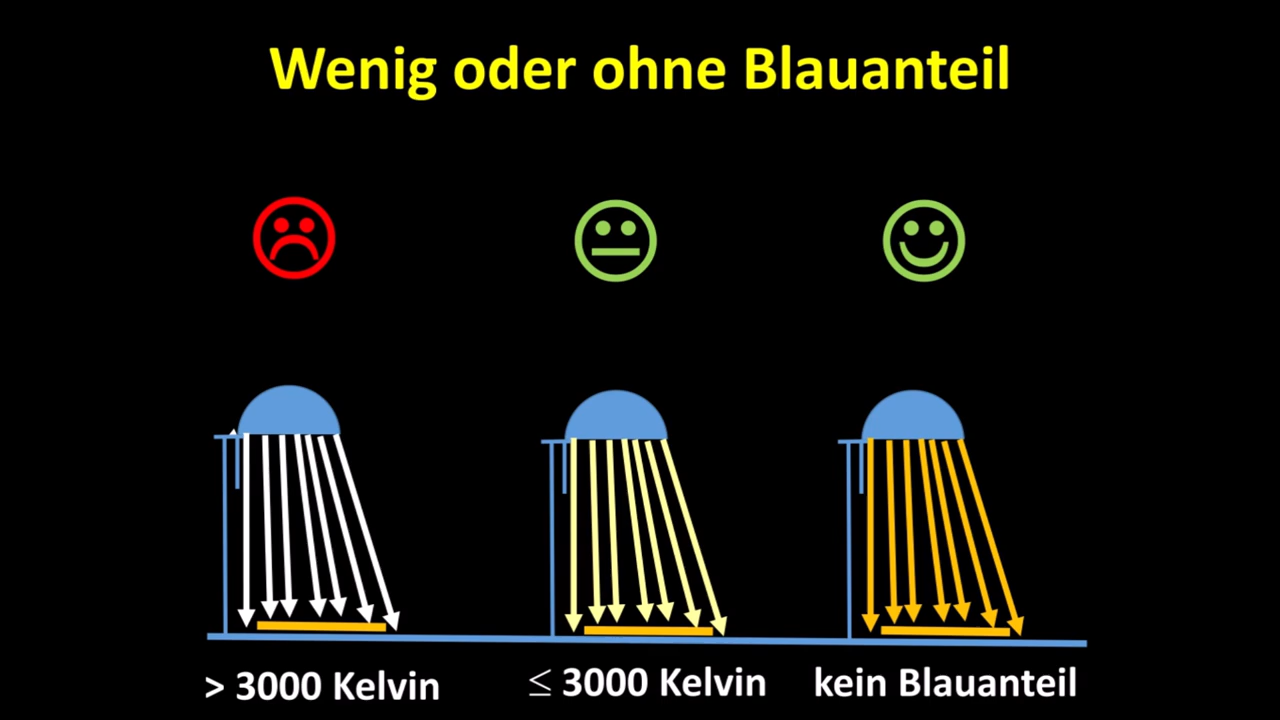 Wenig oder ohne Blauanteil
> 3000 Kelvin
≤ 3000 Kelvin
kein Blauanteil